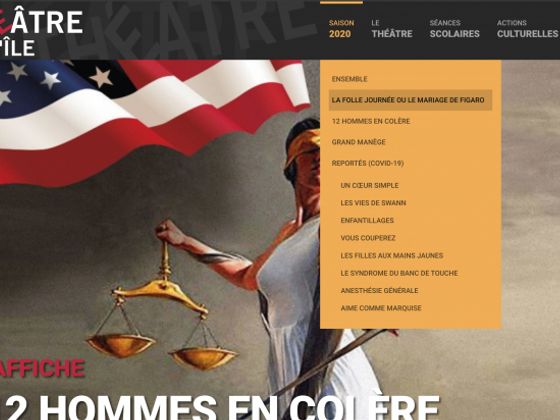 ÉÂTRE
L'ÎLE
SAISON
2020
LE
THÉÂTRE
SÉANCES
SCOLAIRES
ACTIONS
CULTURELLES
ENSEMBLE
LA FOLLE JOURNÉE OU LE MARIAGE DE FIGARO
12 HOMMES EN COLÈRE
GRAND MANÈGE
REPORTÉS (COVID-19)
UN CŒUR SIMPLE
LES VIES DE SWANN
ENFANTILLAGES
VOUS COUPEREZ
LES FILLES AUX MAINS JAUNES
LE SYNDROME DU BANC DE TOUCHE
ANESTHÉSIE GÉNÉRALE
AIME COMME MARQUISE
AFFICHE
12 HOMMES EN COLÈRE